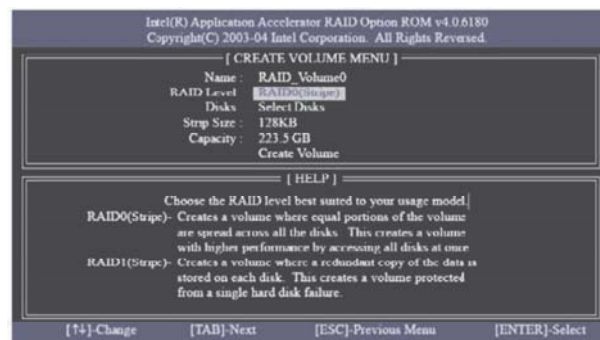 Intel(R) Application Accelerator RAID Option ROM v4.0.6180
Copyright(C) 2003-04 Intel Corporation. All Rights Reversed.
[ CREATE VOLUME MENU ]
Name : RAID_Volume0
RAID Level RAID0(Stripe)
Disks Select Disks
Strip Size : 128KB
Capacity : 223.5 GB
Create Volume
[ HELP ]
Choose the RAID level best suited to your usage model.
RAID0(Stripe)- Creates a volume where equal portions of the volume
are spread across all the disks. This creates a volume
with higher performance by accessing all disks at once
RAID1(Stripe)- Creates a volume where a redundant copy of the data is
stored on each disk. This creates a volume protected
from a single hard disk failure.
[↑↓]-Change [TAB]-Next [ESC]-Previous Menu [ENTER]-Select